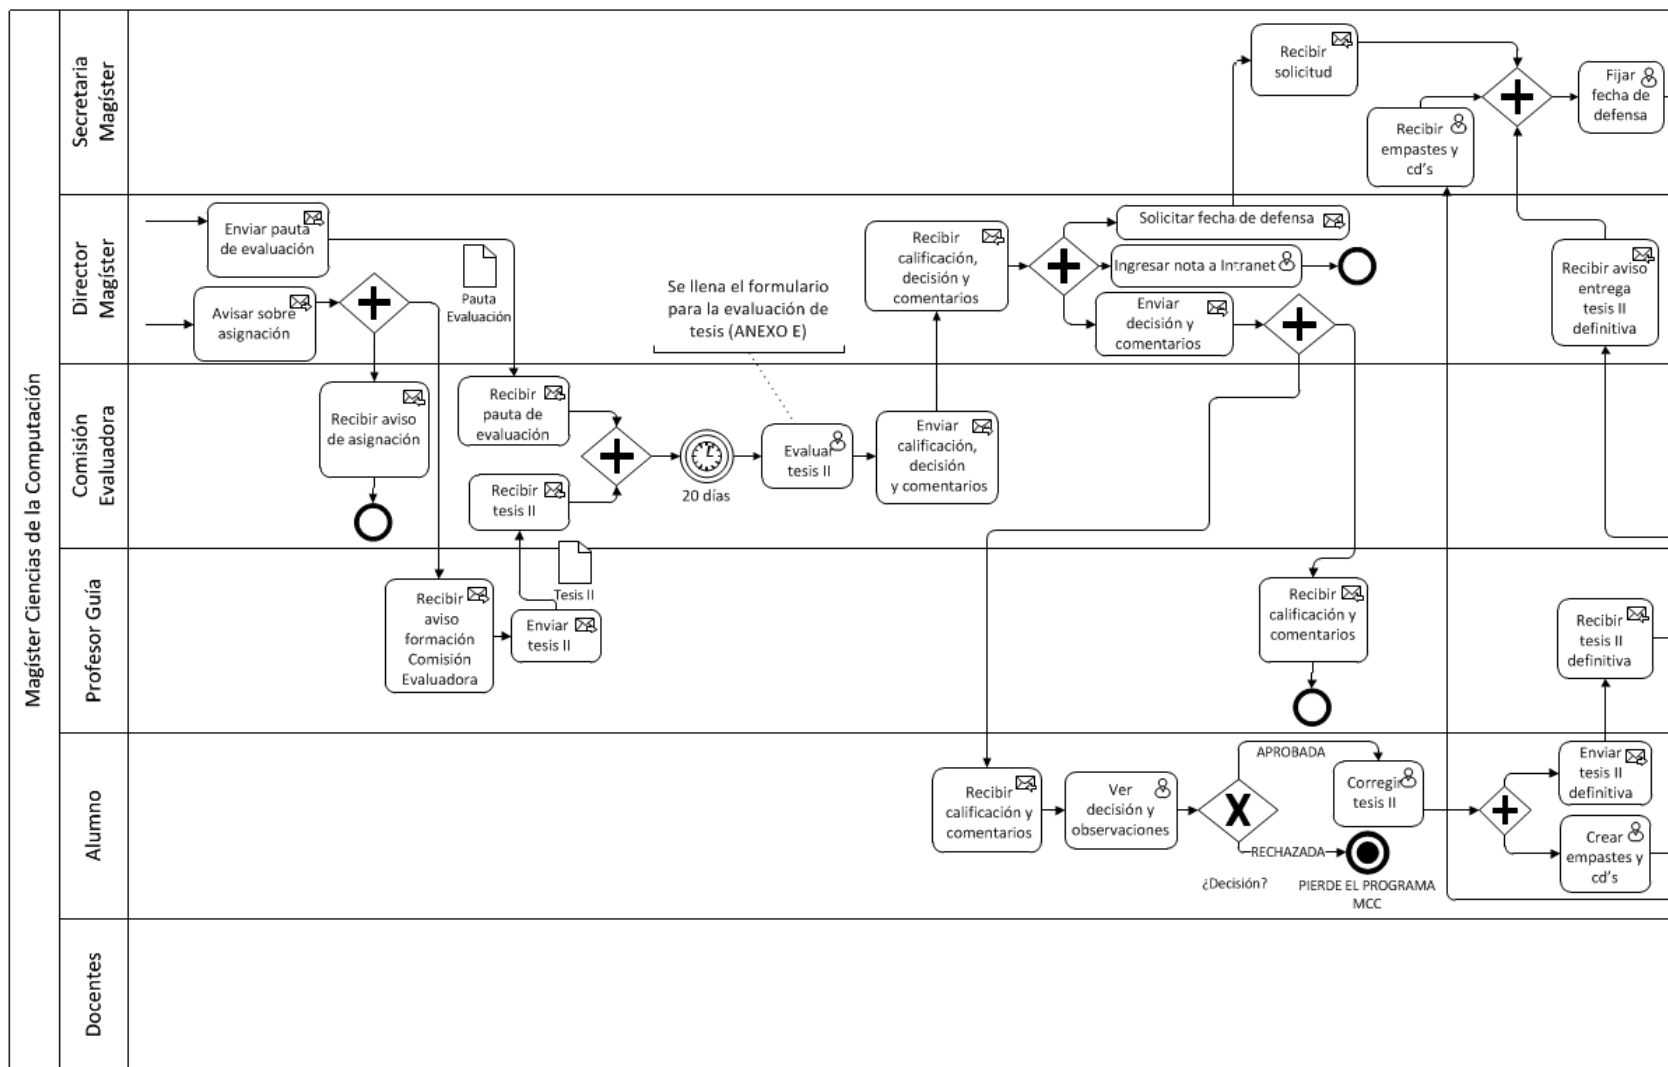 Magíster Ciencias de la Computación
Secretaria
Magíster
Recibir
solicitud
Recibir
empastes y
cd's
Fijar
fecha de
defensa
Director
Magíster
Enviar pauta
de evaluación
Avisar sobre
asignación
Pauta
Evaluación
Se llena el formulario
para la evaluación de
tesis (ANEXO E)
Recibir
calificación,
decisión y
comentarios
Solicitar fecha de defensa
Ingresar nota a Intranet
Enviar
decisión y
comentarios
Recibir aviso
entrega
tesis II
definitiva
Comisión
Evaluadora
Recibir aviso
de asignación
Recibir
pauta de
evaluación
Recibir
tesis II
20 días
Evaluar
tesis II
Enviar
calificación,
decisión
y comentarios
Profesor Guía
Recibir
aviso
formación
Comisión
Evaluadora
Tesis II
Enviar
tesis II
Recibir
calificación y
comentarios
Recibir
tesis II
definitiva
Alumno
Recibir
calificación y
comentarios
Ver
decisión y
observaciones
X
¿Decisión?
APROBADA
RECHAZADA
PIERDE EL PROGRAMA
MCC
Corregir
tesis II
Enviar
tesis II
definitiva
Crear
empastes y
cd's
Docentes